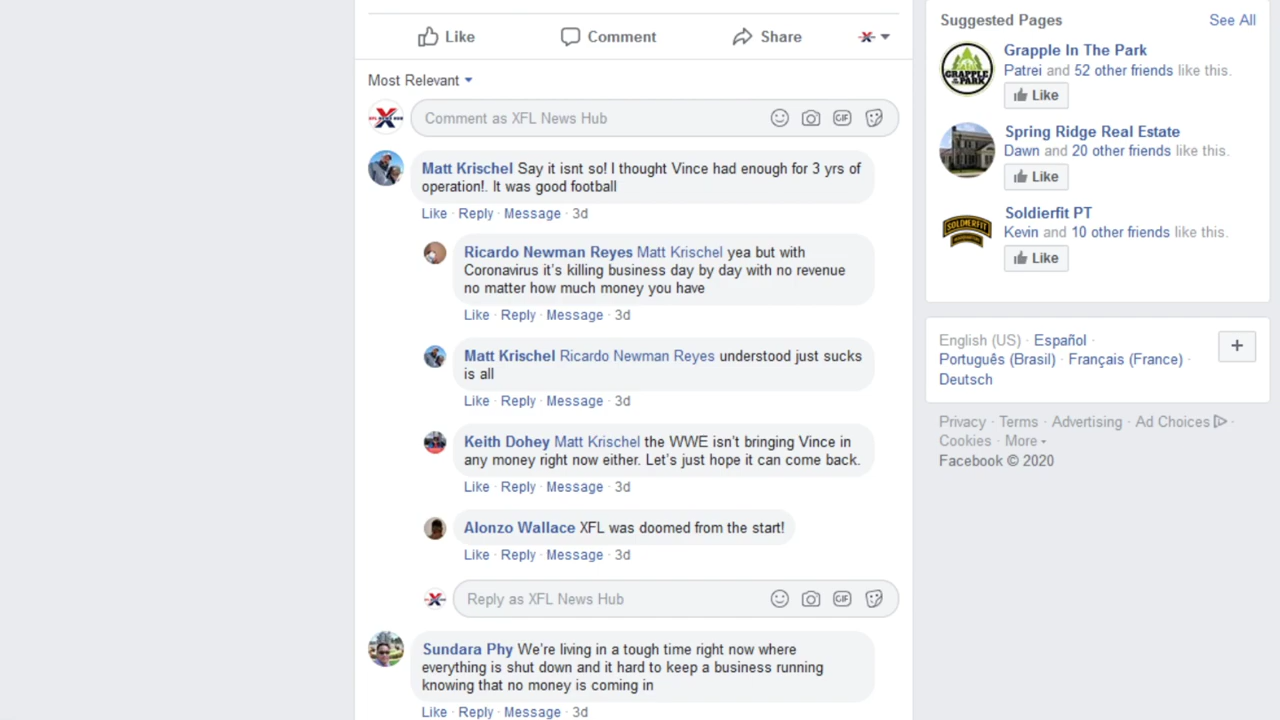 Like
Comment
Share
Most Relevant
Comment as XFL News Hub
GIF
Matt Krischel Say it isnt so! I thought Vince had enough for 3 yrs of
operation!. It was good football
Like · Reply · Message · 3d
Ricardo Newman Reyes Matt Krischel yea but with
Coronavirus it's killing business day by day with no revenue
no matter how much money you have
Like · Reply · Message · 3d
Matt Krischel Ricardo Newman Reyes understood just sucks
is all
Like · Reply · Message · 3d
Keith Dohey Matt Krischel the WWE isn't bringing Vince in
any money right now either. Let's just hope it can come back.
Like · Reply · Message · 3d
Alonzo Wallace XFL was doomed from the start!
Like · Reply · Message · 3d
Reply as XFL News Hub
GIF
Sundara Phy We're living in a tough time right now where
everything is shut down and it hard to keep a business running
knowing that no money is coming in
Like · Reply · Message · 3d
Suggested Pages
See All
GRAPPLE
IN THE
PARK
Grapple In The Park
Patrei and 52 other friends like this.
Like
Spring Ridge Real Estate
Dawn and 20 other friends like this.
Like
SOLDIERFIT
Soldierfit PT
Kevin and 10 other friends like this.
Like
English (US) · Español ·
Português (Brasil) · Français (France) ·
Deutsch
+
Privacy · Terms · Advertising · Ad Choices ·
Cookies · More
Facebook © 2020